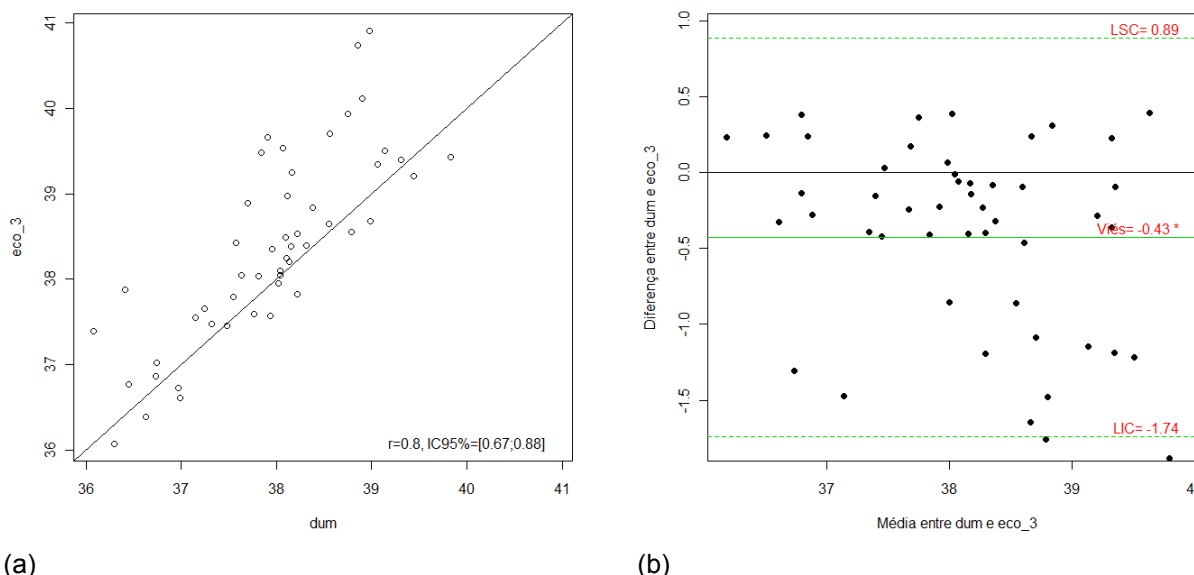 41
40
39
38
37
36
eco_3
r=0.8, IC95%=[0.67;0.88]
36 37 38 39 40 41
dum
(a)
1.0
0.5
0.0
-0.5
-1.0
-1.5
Diferença entre dum e eco_3
LSC= 0.89
Viés= -0.43 *
LIC= -1.74
37 38 39
Média entre dum e eco_3
(b)